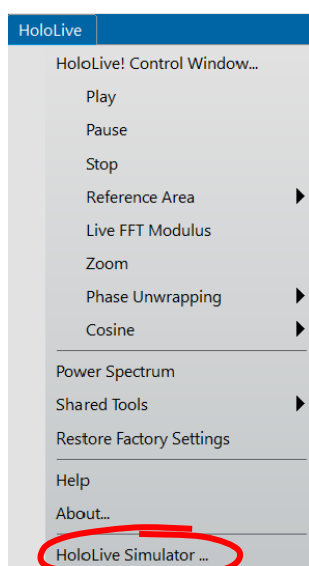 HoloLive
HoloLive! Control Window...
Play
Pause
Stop
Reference Area
Live FFT Modulus
Zoom
Phase Unwrapping
Cosine
Power Spectrum
Shared Tools
Restore Factory Settings
Help
About...
HoloLive Simulator ...